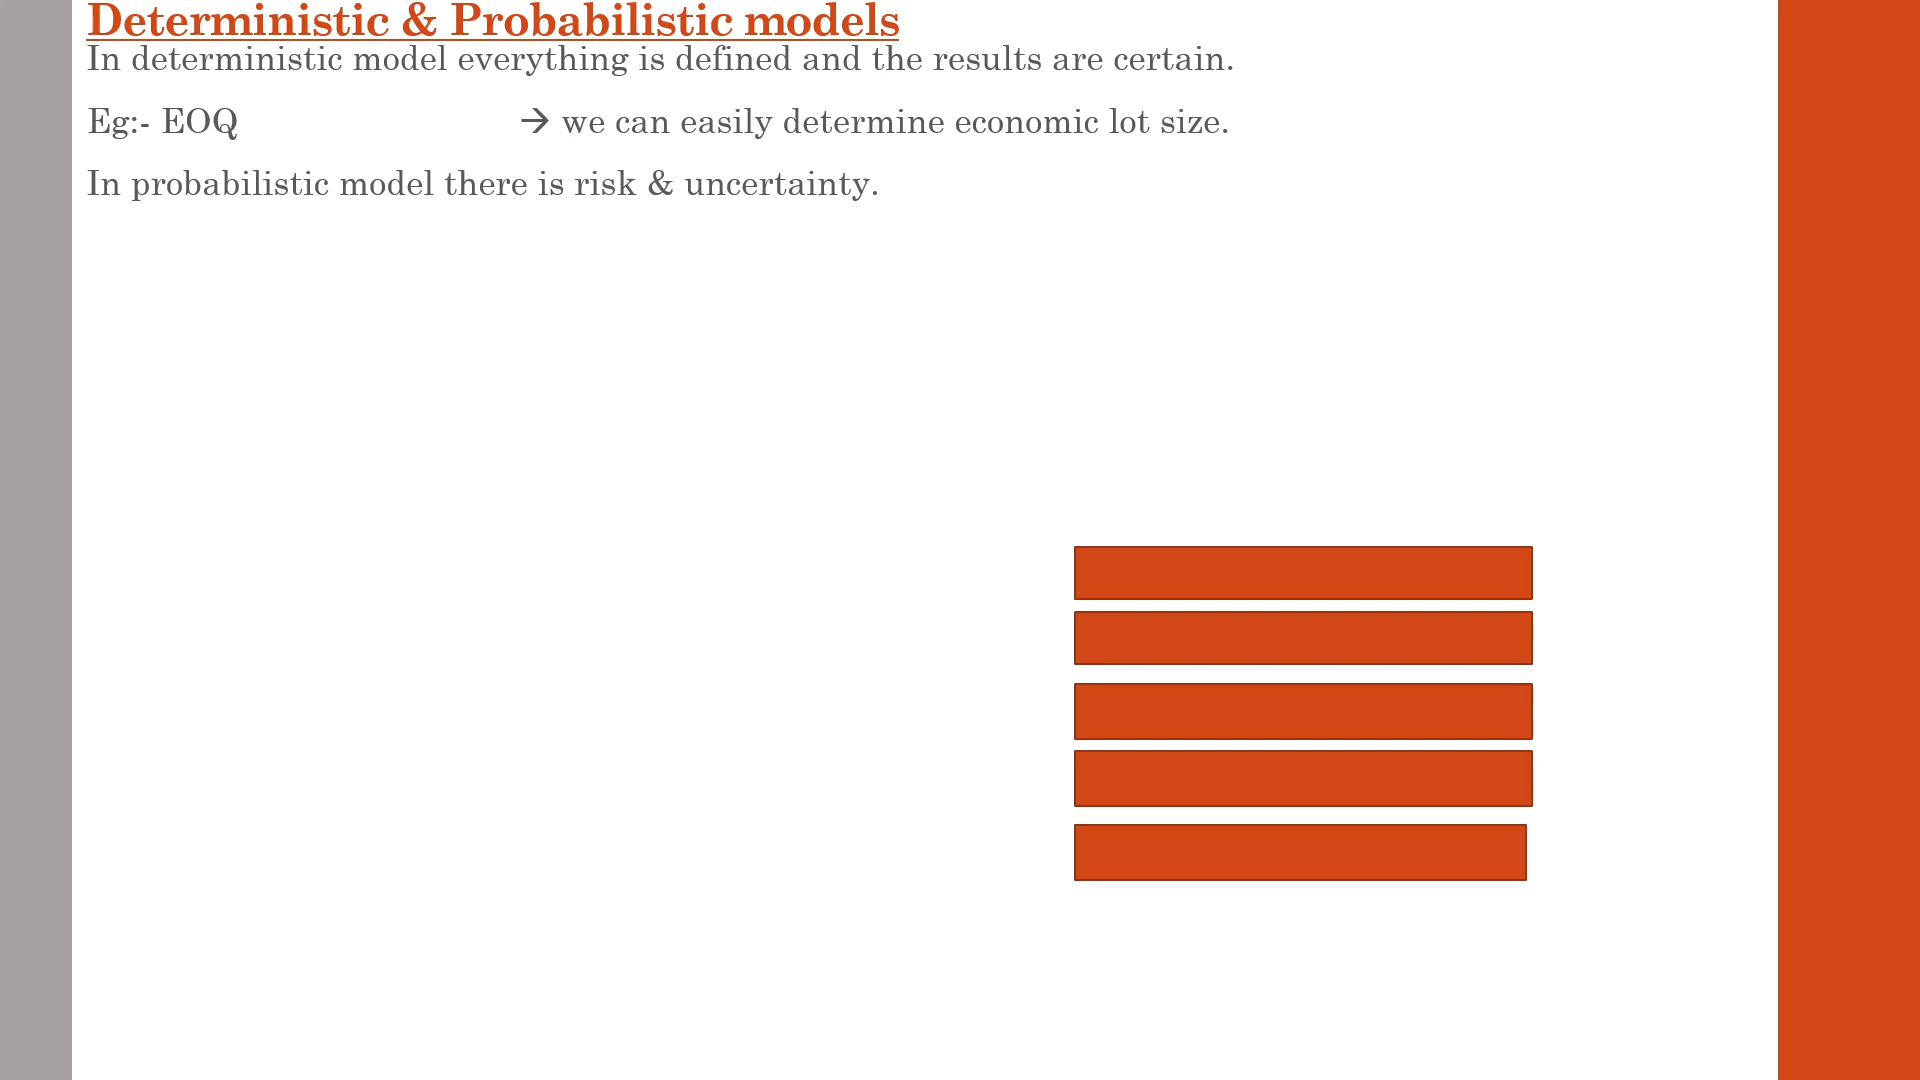 Deterministic & Probabilistic models
In deterministic model everything is defined and the results are certain.
Eg:- EOQ → we can easily determine economic lot size.
In probabilistic model there is risk & uncertainty.